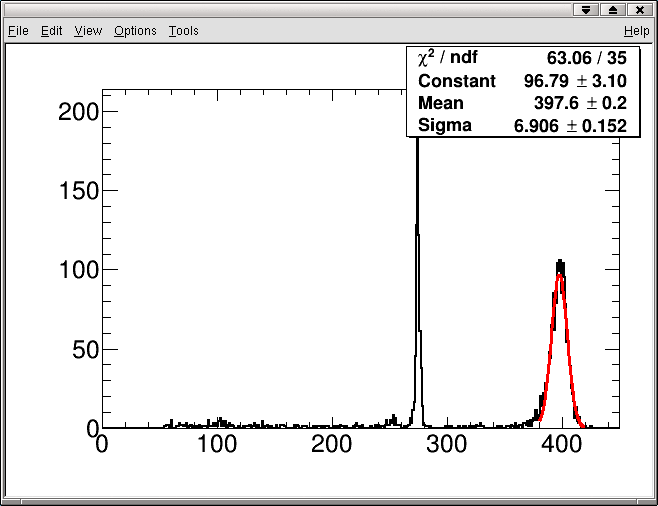 File Edit View Options Tools Help
χ² / ndf 63.06 / 35
Constant 96.79 ± 3.10
Mean 397.6 ± 0.2
Sigma 6.906 ± 0.152
200
150
100
50
0
0 100 200 300 400